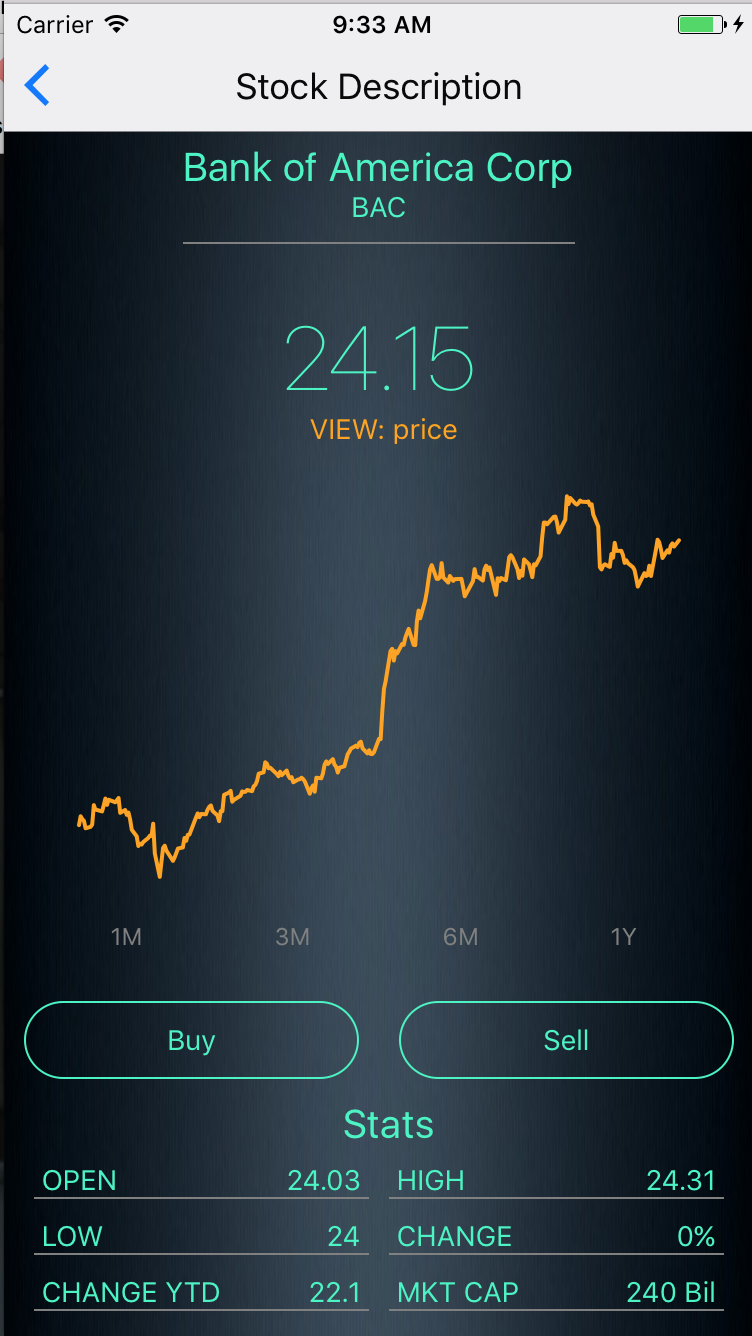 Carrier 9:33 AM
Stock Description
Bank of America Corp
BAC
24.15
VIEW: price
1M 3M 6M 1Y
Buy Sell
Stats
OPEN 24.03 HIGH 24.31
LOW 24 CHANGE 0%
CHANGE YTD 22.1 MKT CAP 240 Bil